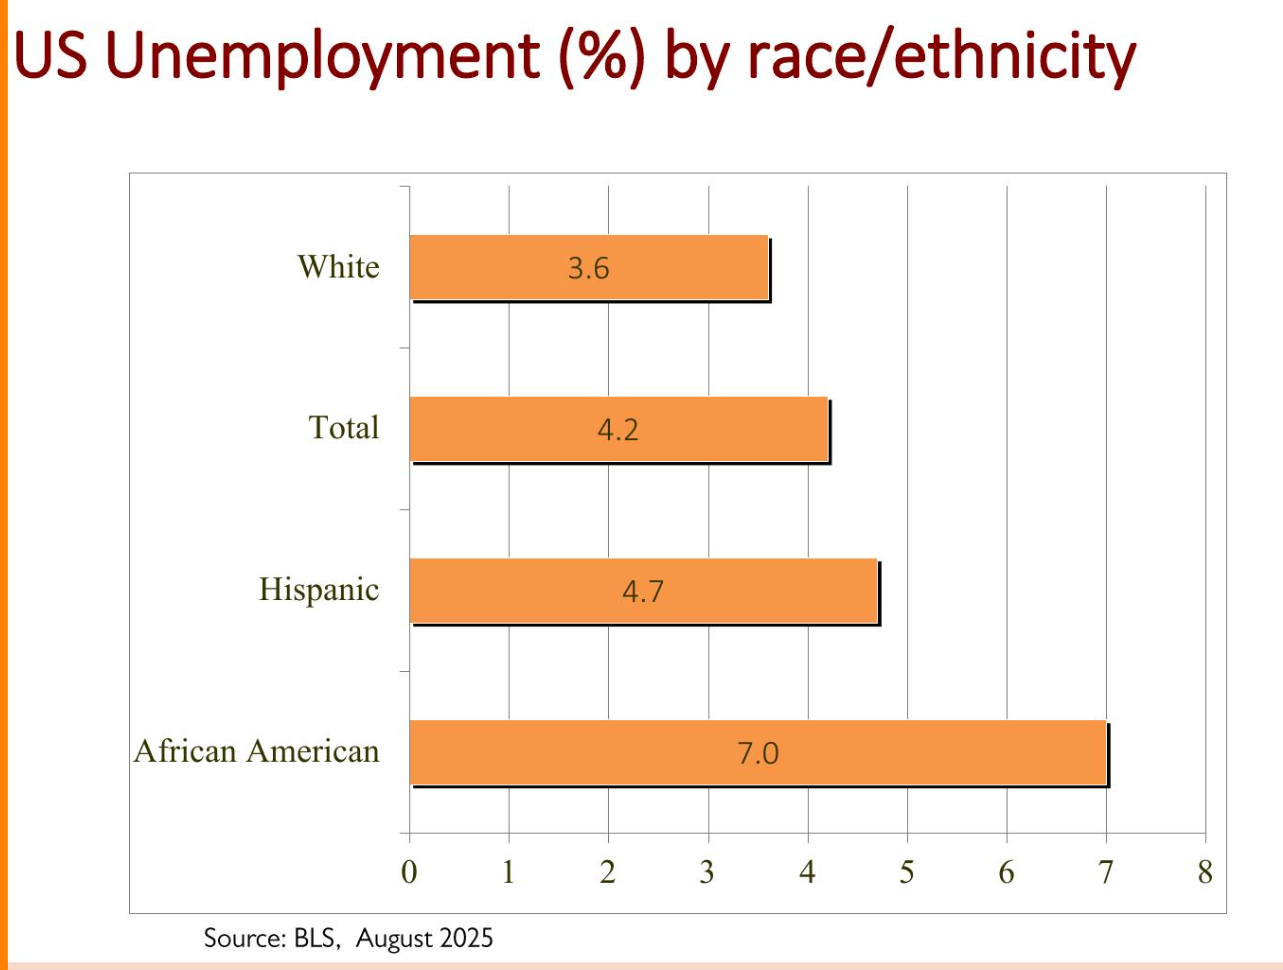 US Unemployment (%) by race/ethnicity
White
3.6
Total
4.2
Hispanic
4.7
African American
7.0
0 1 2 3 4 5 6 7 8
Source: BLS, August 2025